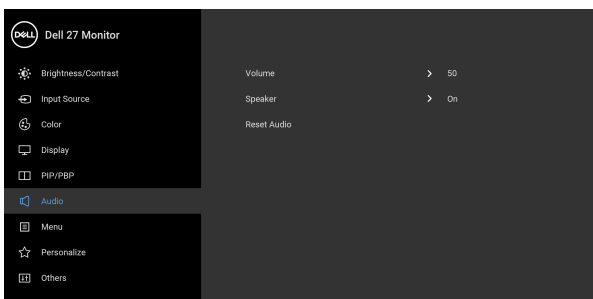 DELL Dell 27 Monitor
Brightness/Contrast
Volume 50
Input Source
Speaker On
Color
Reset Audio
Display
PIP/PBP
Audio
Menu
Personalize
Others